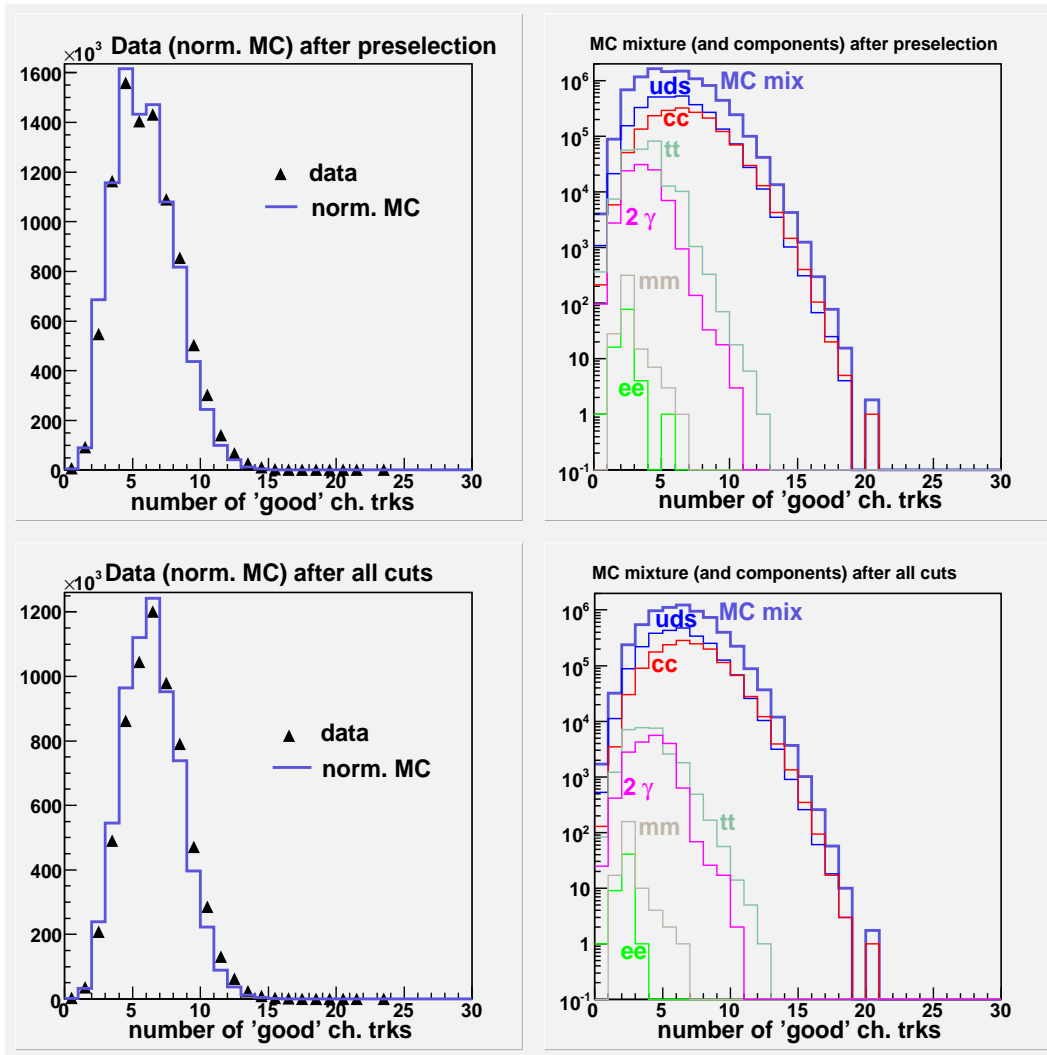 Data (norm. MC) after preselection
×10³
1600
1400
1200
1000
800
600
400
200
0
data
norm. MC
0 5 10 15 20 25 30
number of 'good' ch. trks
MC mixture (and components) after preselection
10⁶
10⁵
10⁴
10³
10²
10
1
10⁻¹
MC mix
uds
cc
tt
2 γ
mm
ee
0 5 10 15 20 25 30
number of 'good' ch. trks
Data (norm. MC) after all cuts
×10³
1200
1000
800
600
400
200
0
data
norm. MC
0 5 10 15 20 25 30
number of 'good' ch. trks
MC mixture (and components) after all cuts
10⁶
10⁵
10⁴
10³
10²
10
1
10⁻¹
MC mix
uds
cc
2 γ
mm
tt
ee
0 5 10 15 20 25 30
number of 'good' ch. trks